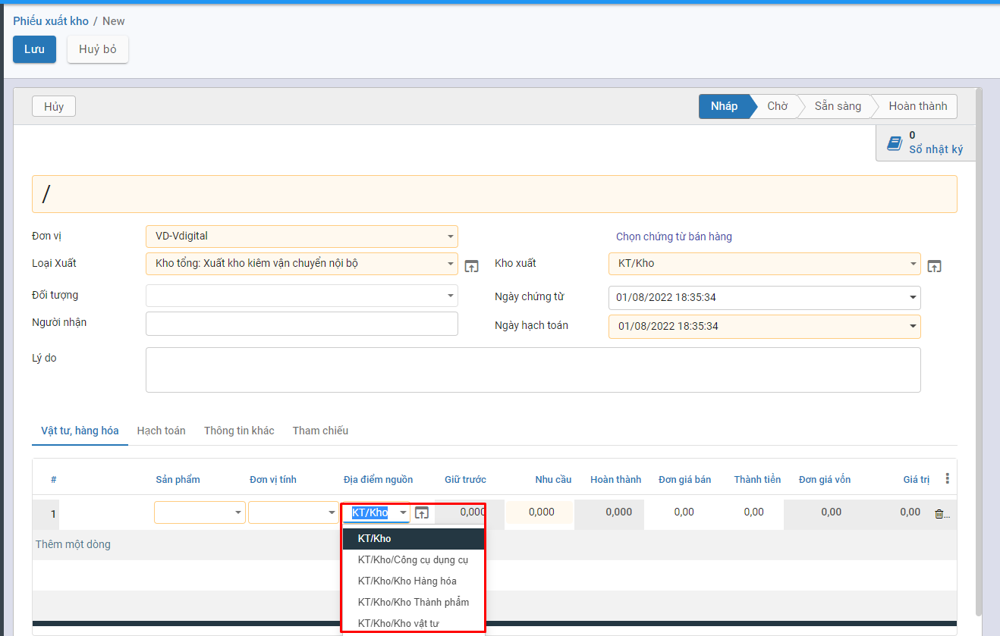 Phiếu xuất kho / New
Lưu Huỷ bỏ
Hủy Nháp Chờ Sẵn sàng Hoàn thành
0
Sổ nhật ký
/
Đơn vị VD-Vdigital Chọn chứng từ bán hàng
Loại Xuất Kho tổng: Xuất kho kiêm vận chuyển nội bộ Kho xuất KT/Kho
Đối tượng Ngày chứng từ 01/08/2022 18:35:34
Người nhận Ngày hạch toán 01/08/2022 18:35:34
Lý do
Vật tư, hàng hóa Hạch toán Thông tin khác Tham chiếu
# Sản phẩm Đơn vị tính Địa điểm nguồn Giữ trước Nhu cầu Hoàn thành Đơn giá bán Thành tiền Đơn giá vốn Giá trị
1 KT/Kho 0,000 0,000 0,000 0,00 0,00 0,00 0,00 ...
KT/Kho
Thêm một dòng
KT/Kho/Công cụ dụng cụ
KT/Kho/Kho Hàng hóa
KT/Kho/Kho Thành phẩm
KT/Kho/Kho vật tư